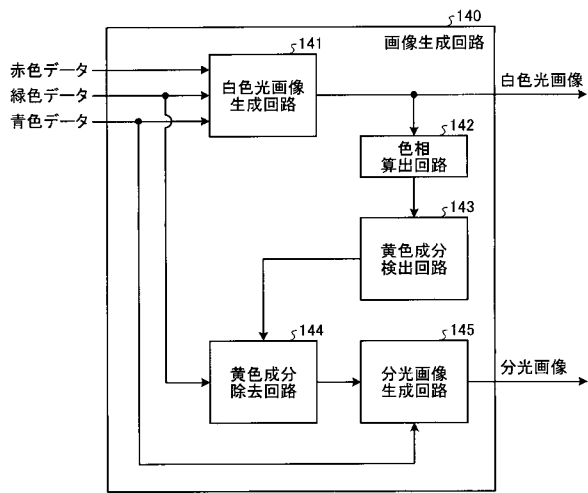 140
画像生成回路
141
赤色データ
緑色データ
青色データ
白色光画像
生成回路
白色光画像
142
色相
算出回路
143
黄色成分
検出回路
144
黄色成分
除去回路
145
分光画像
生成回路
分光画像